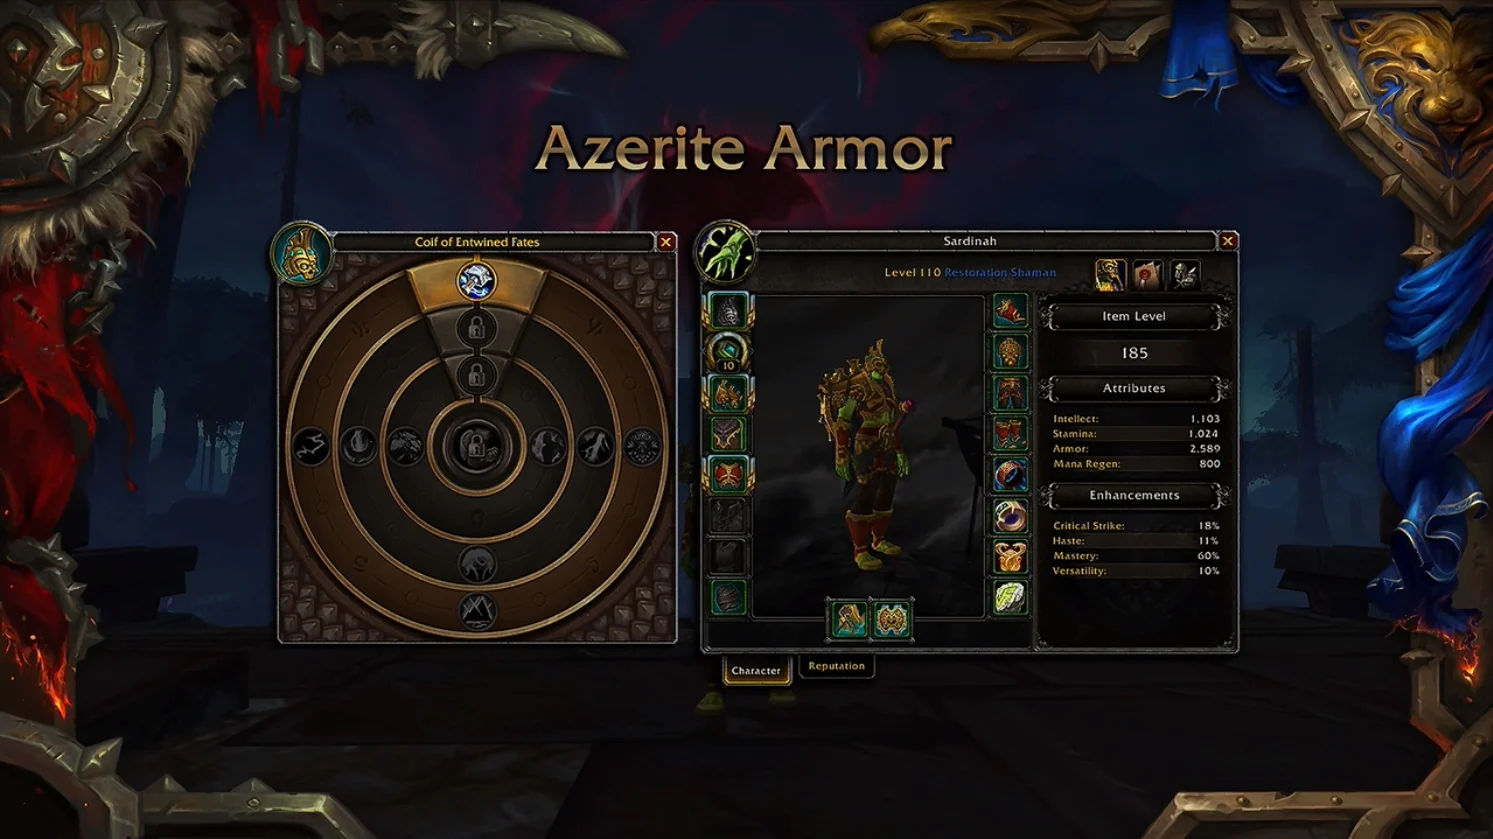 Azerite Armor
Coif of Entwined Fates
Sardinah
Level 110 Restoration Shaman
10
Item Level
185
Attributes
Intellect: 1,103
Stamina: 1,024
Armor: 2,589
Mana Regen: 800
Enhancements
Critical Strike: 18%
Haste: 11%
Mastery: 60%
Versatility: 10%
Character
Reputation